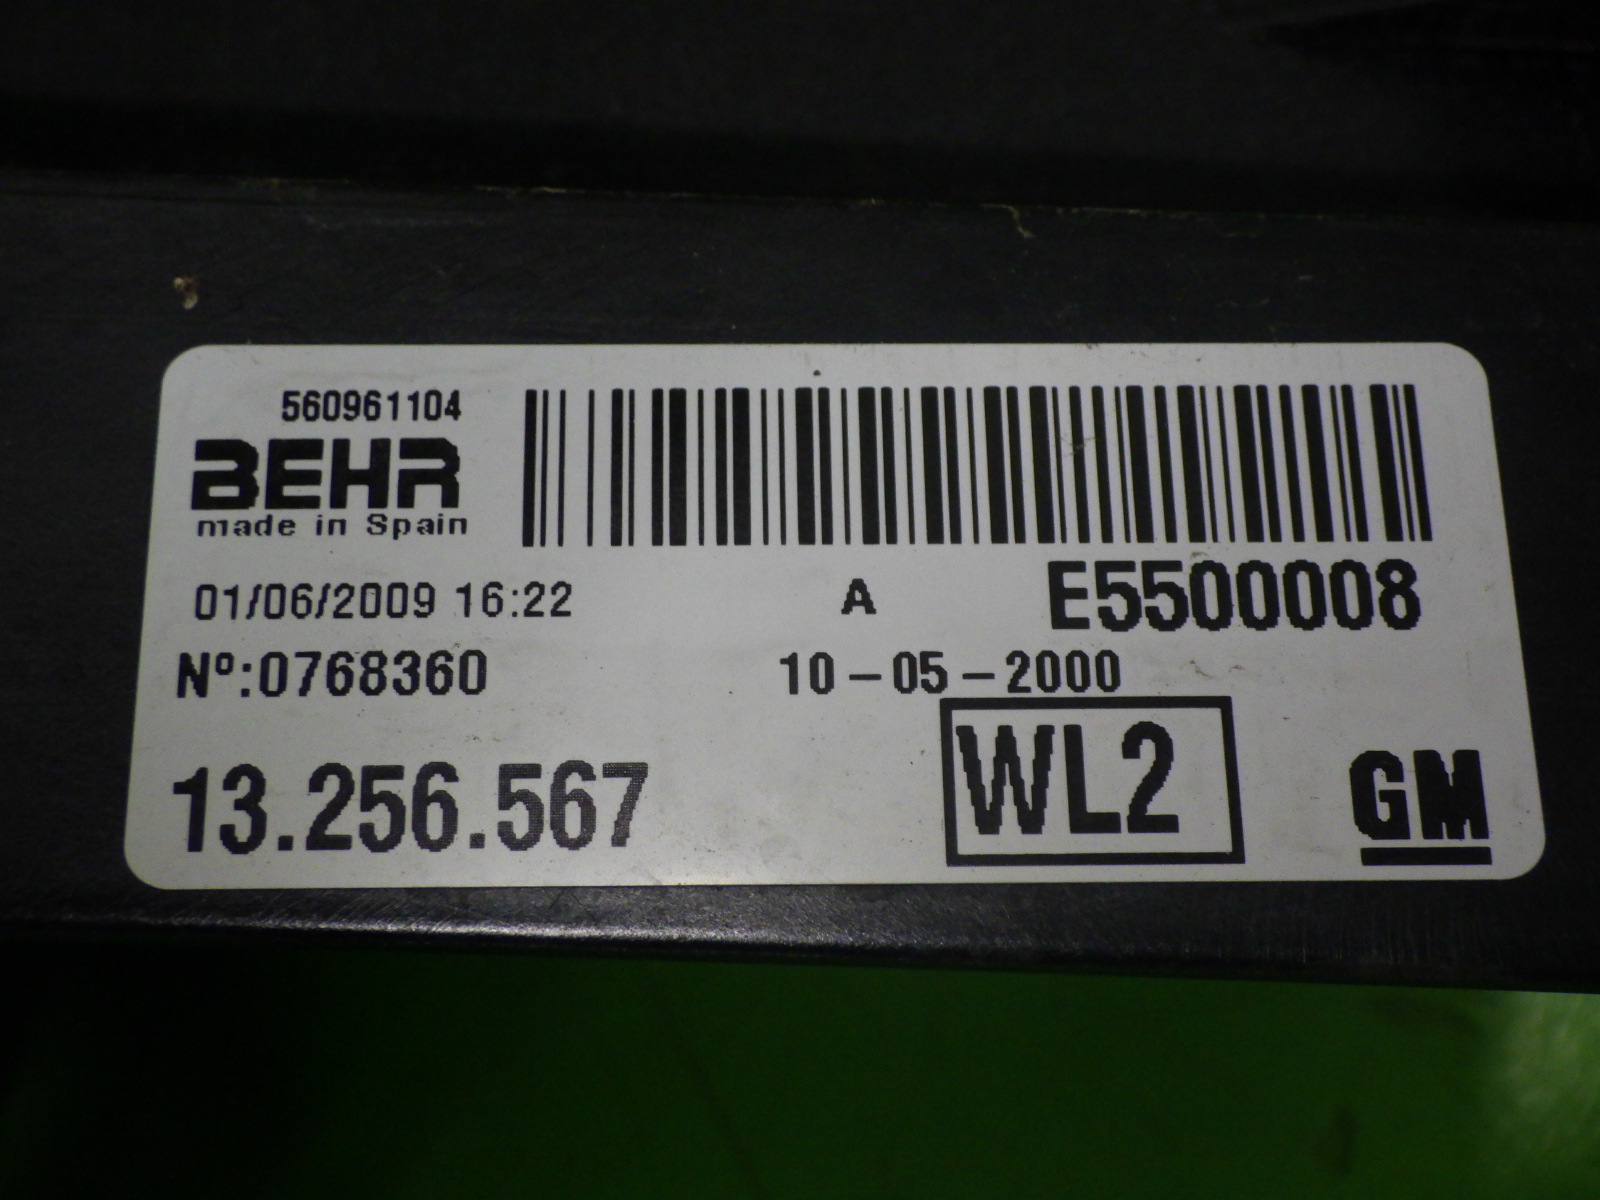 560961104
BEHR
made in Spain
01/06/2009 16:22 A E5500008
Nº:0768360 10-05-2000
13.256.567 WL2 GM